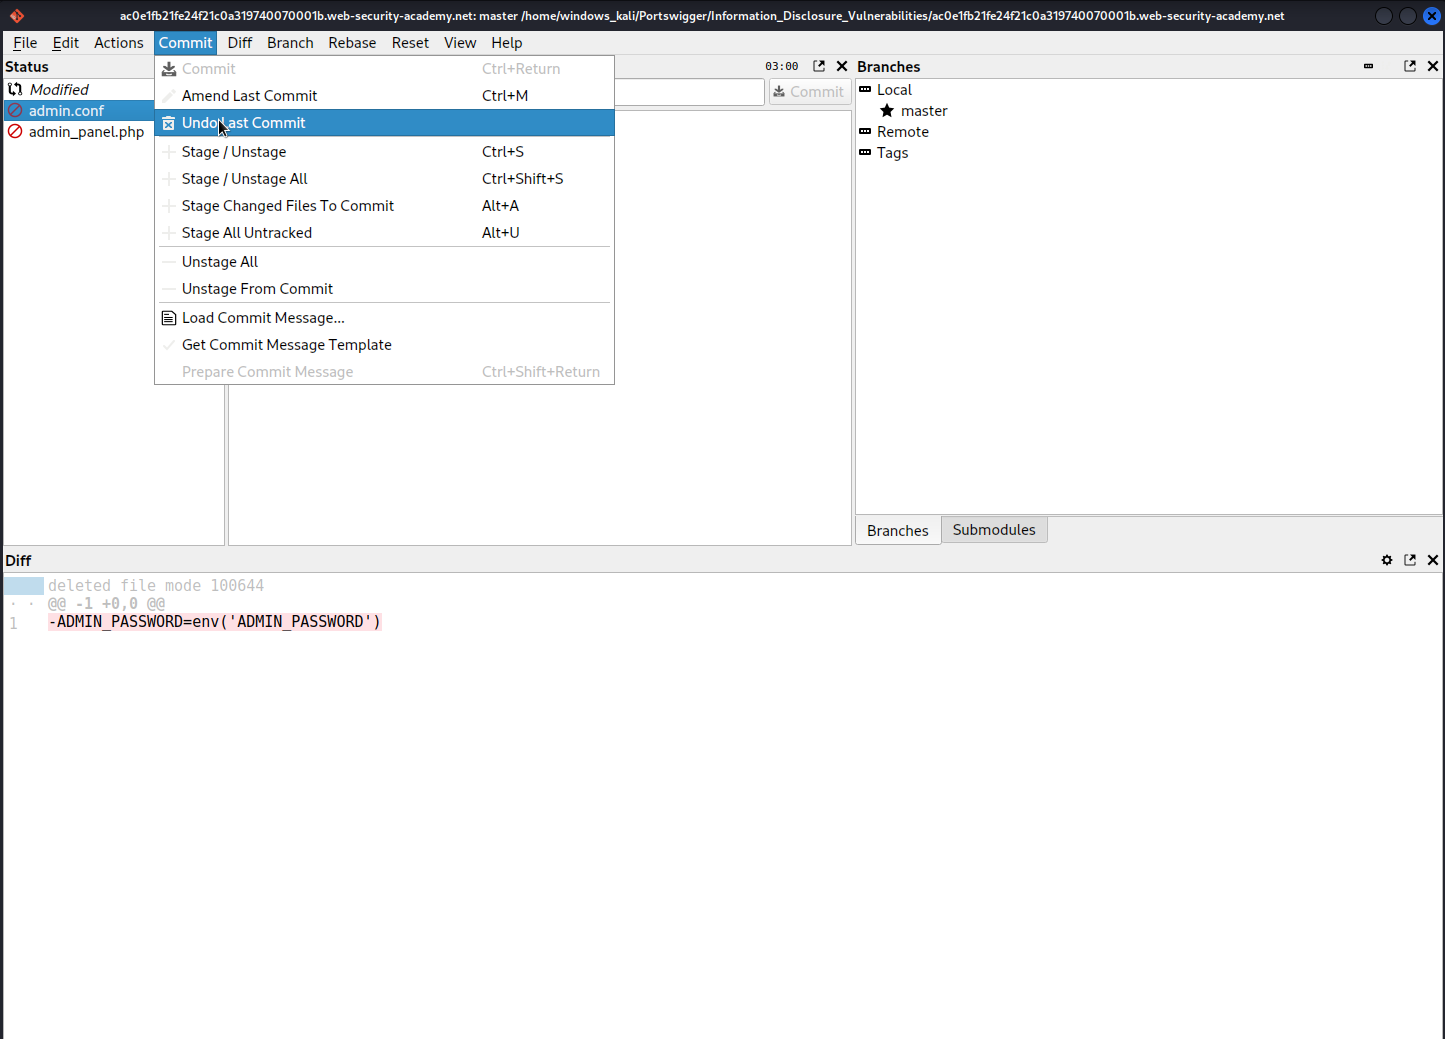 ac0e1fb21fe24f21c0a319740070001b.web-security-academy.net: master /home/windows_kali/Portswigger/Information_Disclosure_Vulnerabilities/ac0e1fb21fe24f21c0a319740070001b.web-security-academy.net
File Edit Actions Commit Diff Branch Rebase Reset View Help
Status
Modified
admin.conf
admin_panel.php
Commit Ctrl+Return
Amend Last Commit Ctrl+M
Undo Last Commit
Stage / Unstage Ctrl+S
Stage / Unstage All Ctrl+Shift+S
Stage Changed Files To Commit Alt+A
Stage All Untracked Alt+U
Unstage All
Unstage From Commit
Load Commit Message...
Get Commit Message Template
Prepare Commit Message Ctrl+Shift+Return
03:00
Commit
Branches
Local
master
Remote
Tags
Branches Submodules
Diff
deleted file mode 100644
· · @@ -1 +0,0 @@
1 -ADMIN_PASSWORD=env('ADMIN_PASSWORD')